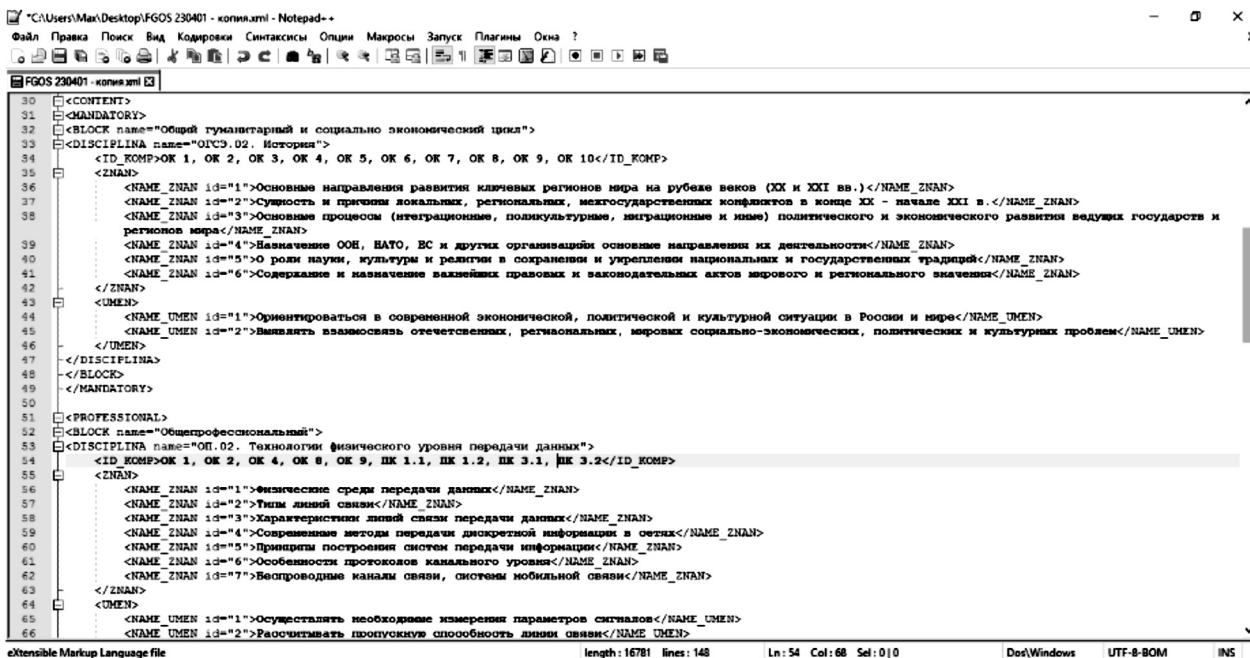 *C:\Users\Max\Desktop\FGOS 230401 - копия.xml - Notepad++
Файл Правка Поиск Вид Кодировки Синтаксисы Опции Макросы Запуск Плагины Окна ?
FGOS 230401 - копия.xml
30 <CONTENT>
31 <MANDATORY>
32 <BLOCK name="Общий гуманитарный и социально экономический цикл">
33 <DISCIPLINA name="ОГСЭ.02. История">
34 <ID_KOMP>ОК 1, ОК 2, ОК 3, ОК 4, ОК 5, ОК 6, ОК 7, ОК 8, ОК 9, ОК 10</ID_KOMP>
35 <ZNAN>
36 <NAME_ZNAN id="1">Основные направления развития ключевых регионов мира на рубеже веков (XX и XXI вв.)</NAME_ZNAN>
37 <NAME_ZNAN id="2">Сущность и причины локальных, региональных, межгосударственных конфликтов в конце XX - начале XXI в.</NAME_ZNAN>
38 <NAME_ZNAN id="3">Основные процессы (нтеграционные, поликультурные, миграционные и иные) политического и экономического развития ведущих государств и
регионов мира</NAME_ZNAN>
39 <NAME_ZNAN id="4">Назначение ООН, НАТО, ЕС и других организацийи основные направления их деятельности</NAME_ZNAN>
40 <NAME_ZNAN id="5">О роли науки, культуры и религии в сохранении и укреплении национальных и государственных традиций</NAME_ZNAN>
41 <NAME_ZNAN id="6">Содержание и назначение важнейших правовых и законодательных актов мирового и регионального значения</NAME_ZNAN>
42 </ZNAN>
43 <UMEN>
44 <NAME_UMEN id="1">Ориентироваться в современной экономической, политической и культурной ситуации в России и мире</NAME_UMEN>
45 <NAME_UMEN id="2">Выявлять взаимосвязь отечетсвенных, региаональных, мировых социально-экономических, политических и культурных проблем</NAME_UMEN>
46 </UMEN>
47 </DISCIPLINA>
48 </BLOCK>
49 </MANDATORY>
50
51 <PROFESSIONAL>
52 <BLOCK name="Общепрофессиональный">
53 <DISCIPLINA name="ОП.02. Технологии физического уровня передачи данных">
54 <ID_KOMP>ОК 1, ОК 2, ОК 4, ОК 8, ОК 9, ПК 1.1, ПК 1.2, ПК 3.1, ПК 3.2</ID_KOMP>
55 <ZNAN>
56 <NAME_ZNAN id="1">Физические среды передачи данных</NAME_ZNAN>
57 <NAME_ZNAN id="2">Типы линий связи</NAME_ZNAN>
58 <NAME_ZNAN id="3">Характеристики линий связи передачи данных</NAME_ZNAN>
59 <NAME_ZNAN id="4">Современные методы передачи дискретной информации в сетях</NAME_ZNAN>
60 <NAME_ZNAN id="5">Принципы построения систем передачи информации</NAME_ZNAN>
61 <NAME_ZNAN id="6">Особенности протоколов канального уровня</NAME_ZNAN>
62 <NAME_ZNAN id="7">Беспроводные каналы связи, системы мобильной связи</NAME_ZNAN>
63 </ZNAN>
64 <UMEN>
65 <NAME_UMEN id="1">Осуществлять необходимые измерения параметров сигналов</NAME_UMEN>
66 <NAME_UMEN id="2">Рассчитывать пропускную способность линии связи</NAME_UMEN>
eXtensible Markup Language file length : 16781 lines : 148 Ln : 54 Col : 68 Sel : 0 | 0 Dos\Windows UTF-8-BOM INS